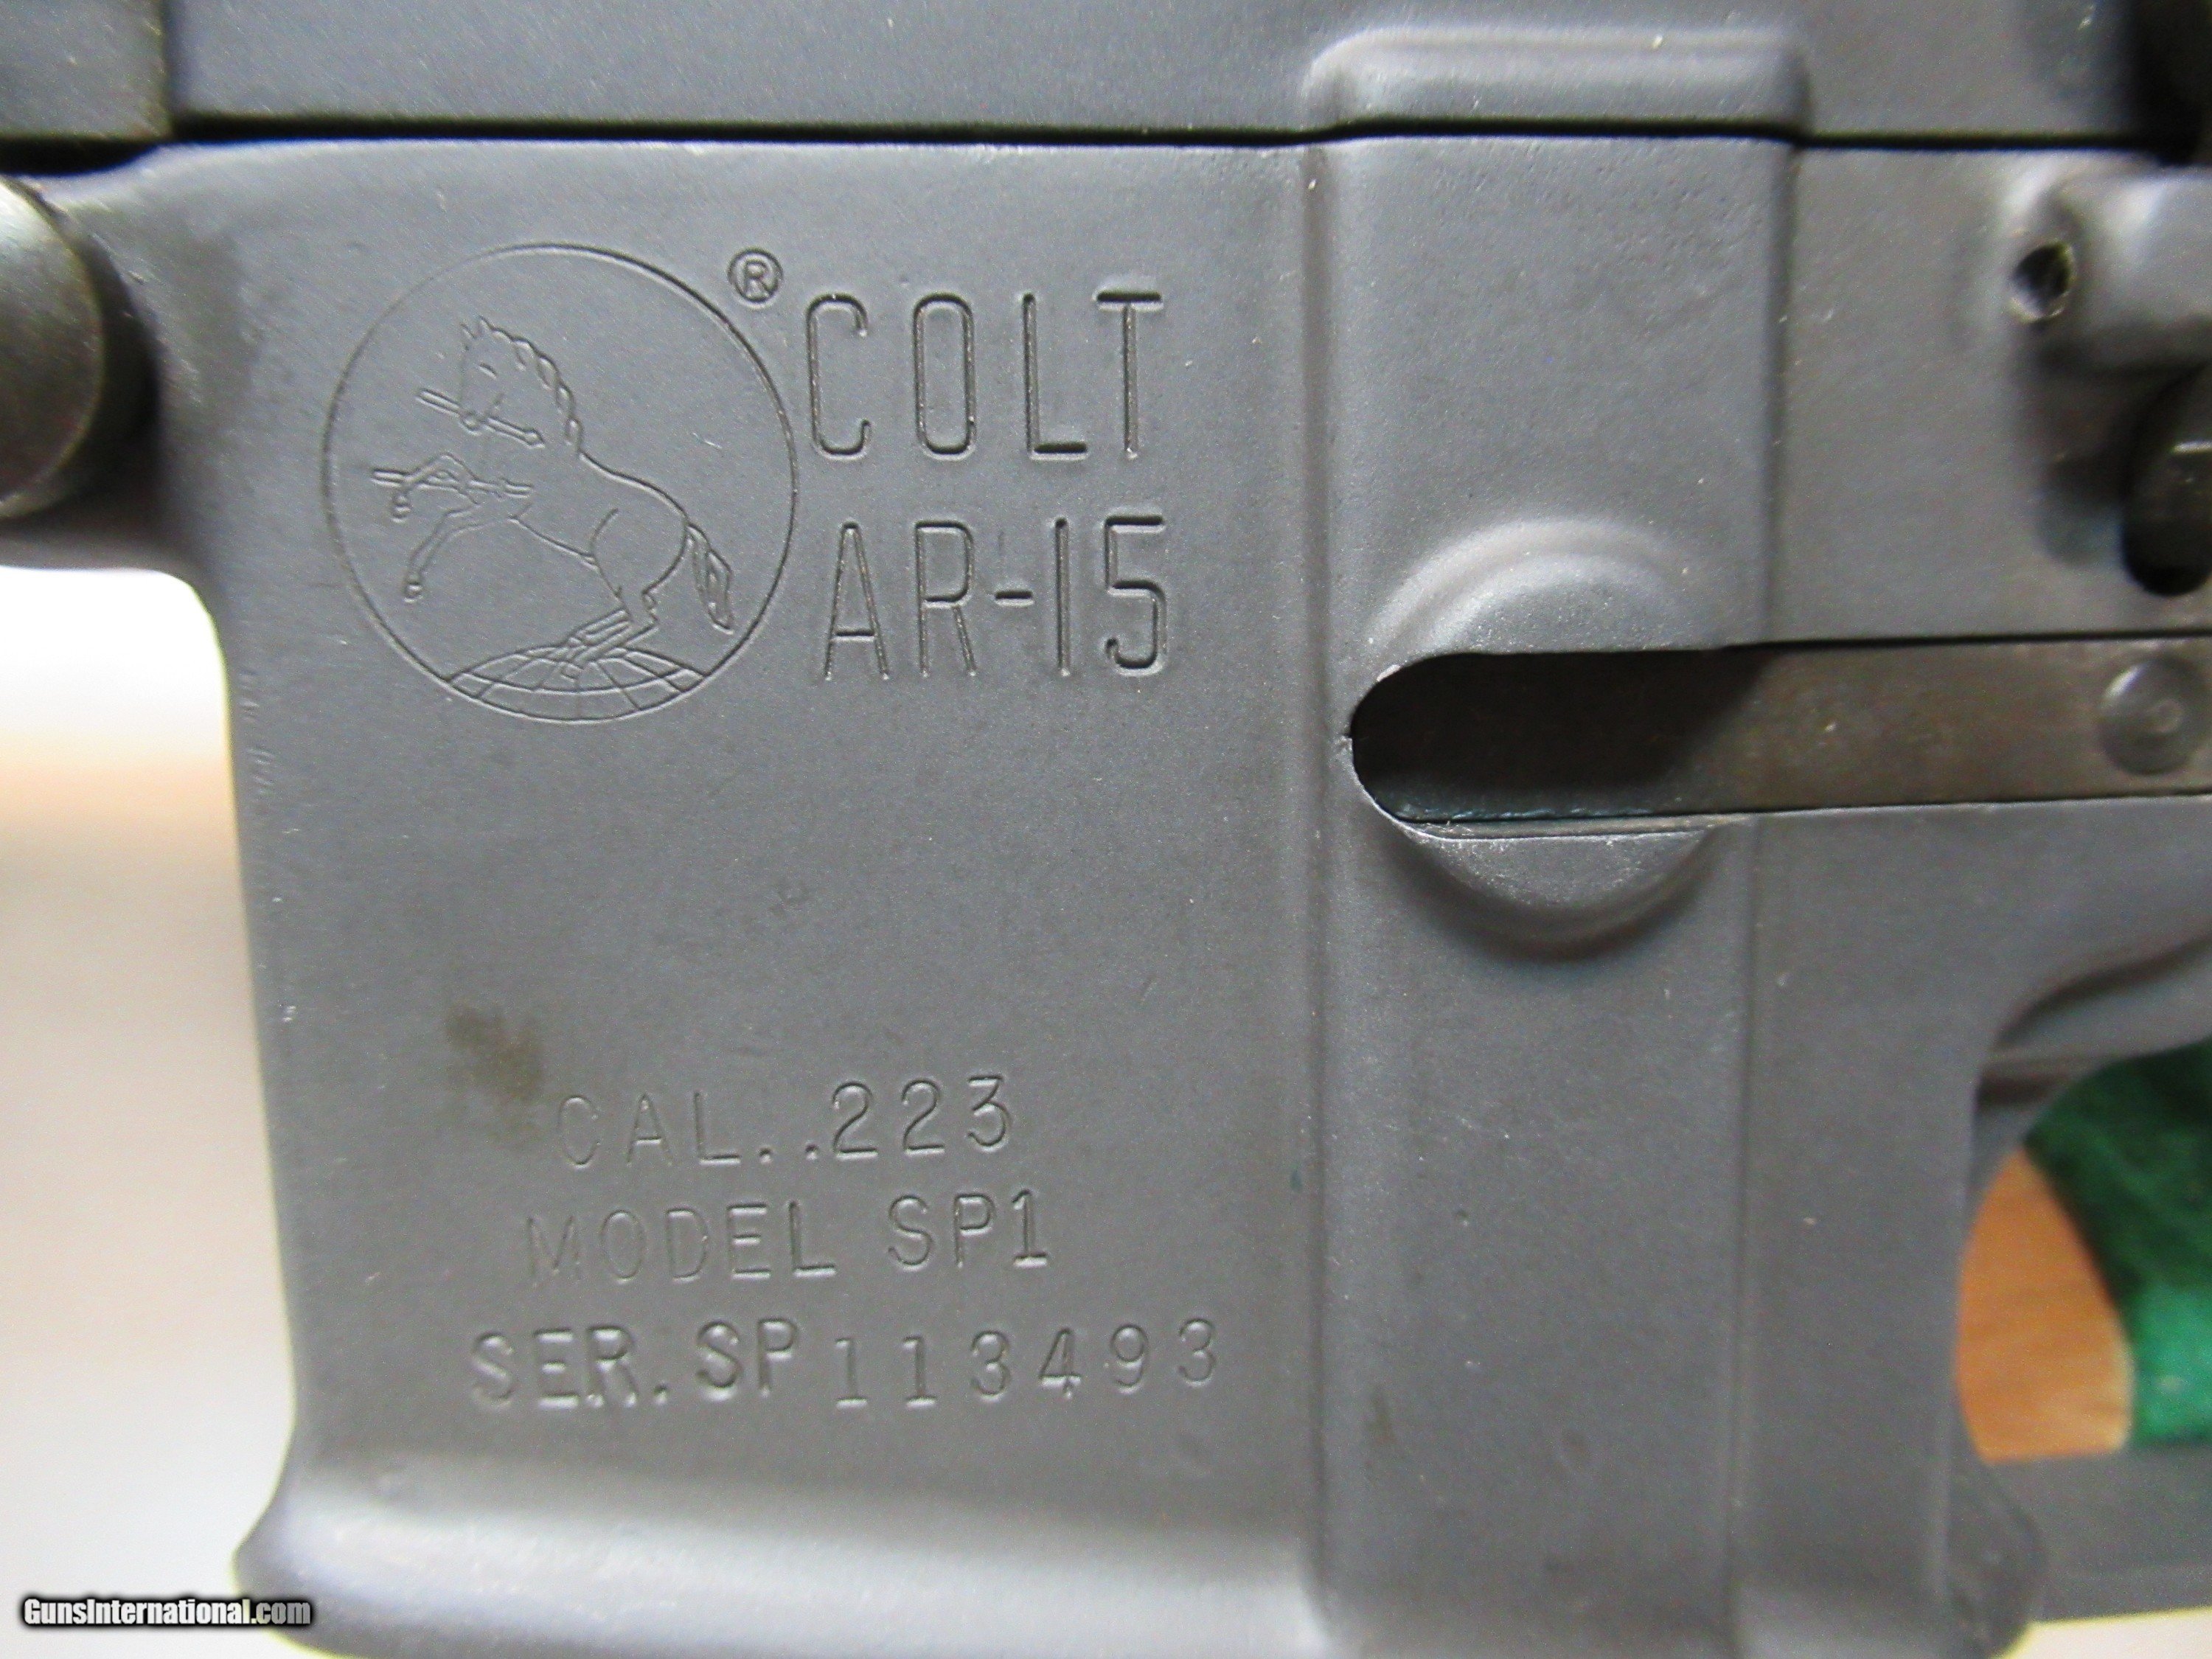 ® COLT
AR-15
CAL..223
MODEL SP1
SER.SP113493
GunsInternational.com